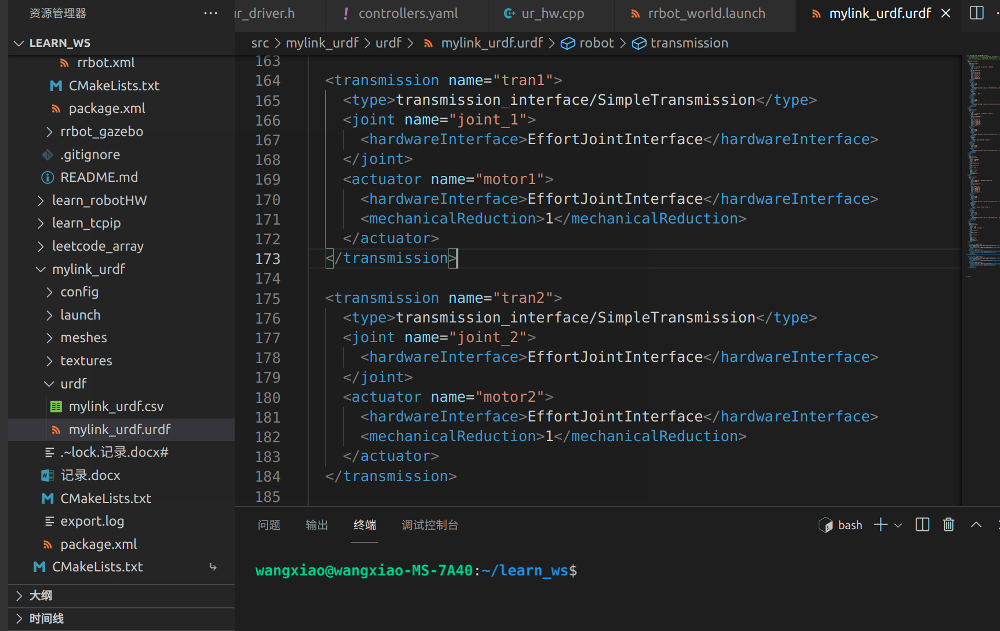 资源管理器
ur_driver.h
controllers.yaml
ur_hw.cpp
rrbot_world.launch
mylink_urdf.urdf
LEARN_WS
rrbot.xml
CMakeLists.txt
package.xml
rrbot_gazebo
.gitignore
README.md
learn_robotHW
learn_tcpip
leetcode_array
mylink_urdf
config
launch
meshes
textures
urdf
mylink_urdf.csv
mylink_urdf.urdf
.~lock.记录.docx#
记录.docx
CMakeLists.txt
export.log
package.xml
CMakeLists.txt
大纲
时间线
src > mylink_urdf > urdf > mylink_urdf.urdf > robot > transmission
163
164 <transmission name="tran1">
165 <type>transmission_interface/SimpleTransmission</type>
166 <joint name="joint_1">
167 <hardwareInterface>EffortJointInterface</hardwareInterface>
168 </joint>
169 <actuator name="motor1">
170 <hardwareInterface>EffortJointInterface</hardwareInterface>
171 <mechanicalReduction>1</mechanicalReduction>
172 </actuator>
173 </transmission>
174
175 <transmission name="tran2">
176 <type>transmission_interface/SimpleTransmission</type>
177 <joint name="joint_2">
178 <hardwareInterface>EffortJointInterface</hardwareInterface>
179 </joint>
180 <actuator name="motor2">
181 <hardwareInterface>EffortJointInterface</hardwareInterface>
182 <mechanicalReduction>1</mechanicalReduction>
183 </actuator>
184 </transmission>
185
问题 输出 终端 调试控制台
bash
wangxiao@wangxiao-MS-7A40:~/learn_ws$